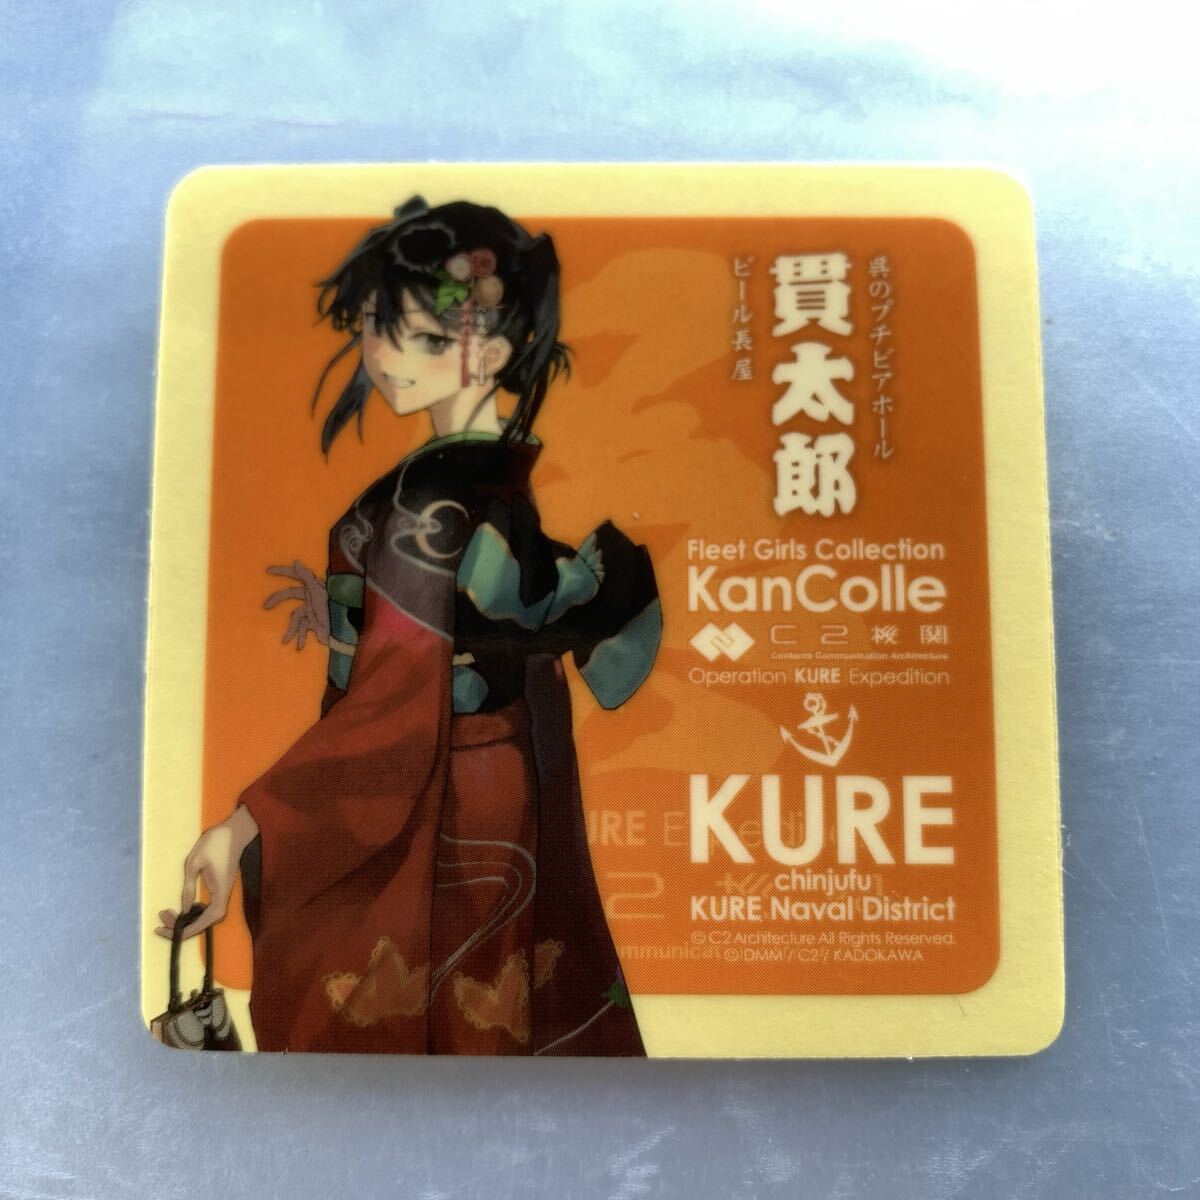 呉のプチビアホール
貫太郎
ビール長屋
Fleet Girls Collection
KanColle
C2機関
Contents Communication Architecture
Operation KURE Expedition
KURE
chinjufu
KURE Naval District
© C2 Architecture All Rights Reserved.
© DMM / C2 / KADOKAWA